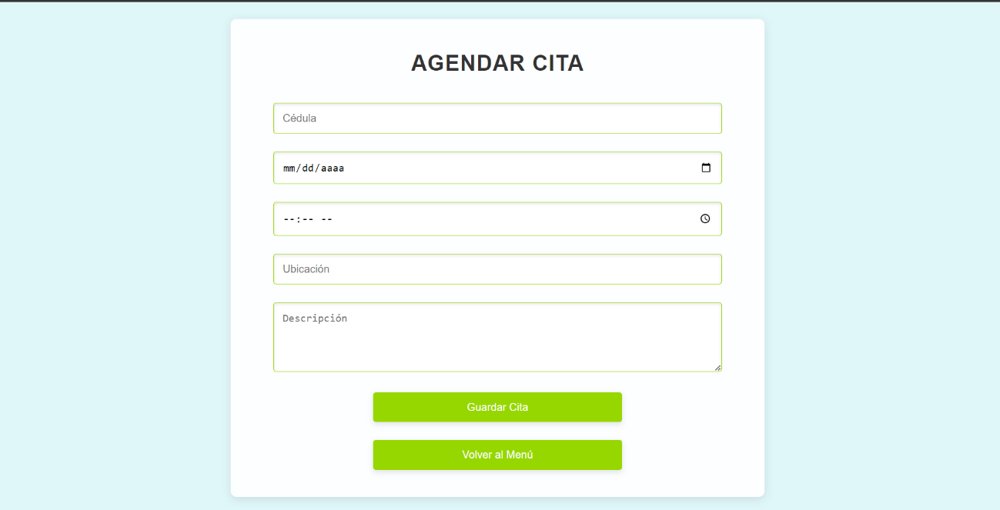 AGENDAR CITA
Cédula
mm/dd/aaaa
--:-- --
Ubicación
Descripción
Guardar Cita
Volver al Menú